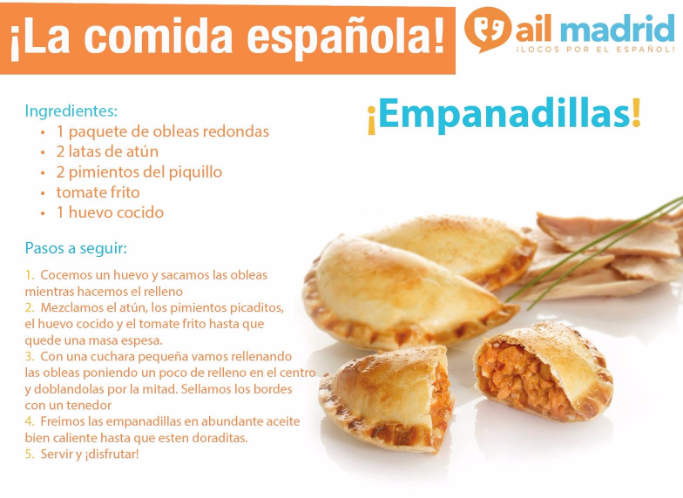 ¡La comida española!
ail madrid
¡LOCOS POR EL ESPAÑOL!
¡Empanadillas!
Ingredientes:
• 1 paquete de obleas redondas
• 2 latas de atún
• 2 pimientos del piquillo
• tomate frito
• 1 huevo cocido
Pasos a seguir:
1. Cocemos un huevo y sacamos las obleas
mientras hacemos el relleno
2. Mezclamos el atún, los pimientos picaditos,
el huevo cocido y el tomate frito hasta que
quede una masa espesa.
3. Con una cuchara pequeña vamos rellenando
las obleas poniendo un poco de relleno en el centro
y doblandolas por la mitad. Sellamos los bordes
con un tenedor
4. Freimos las empanadillas en abundante aceite
bien caliente hasta que esten doraditas.
5. Servir y ¡disfrutar!